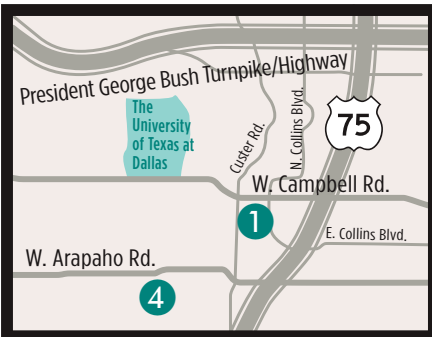 President George Bush Turnpike/Highway
The
University
of Texas at
Dallas
Custer Rd.
N. Collins Blvd.
75
W. Campbell Rd.
1
E. Collins Blvd.
W. Arapaho Rd.
4